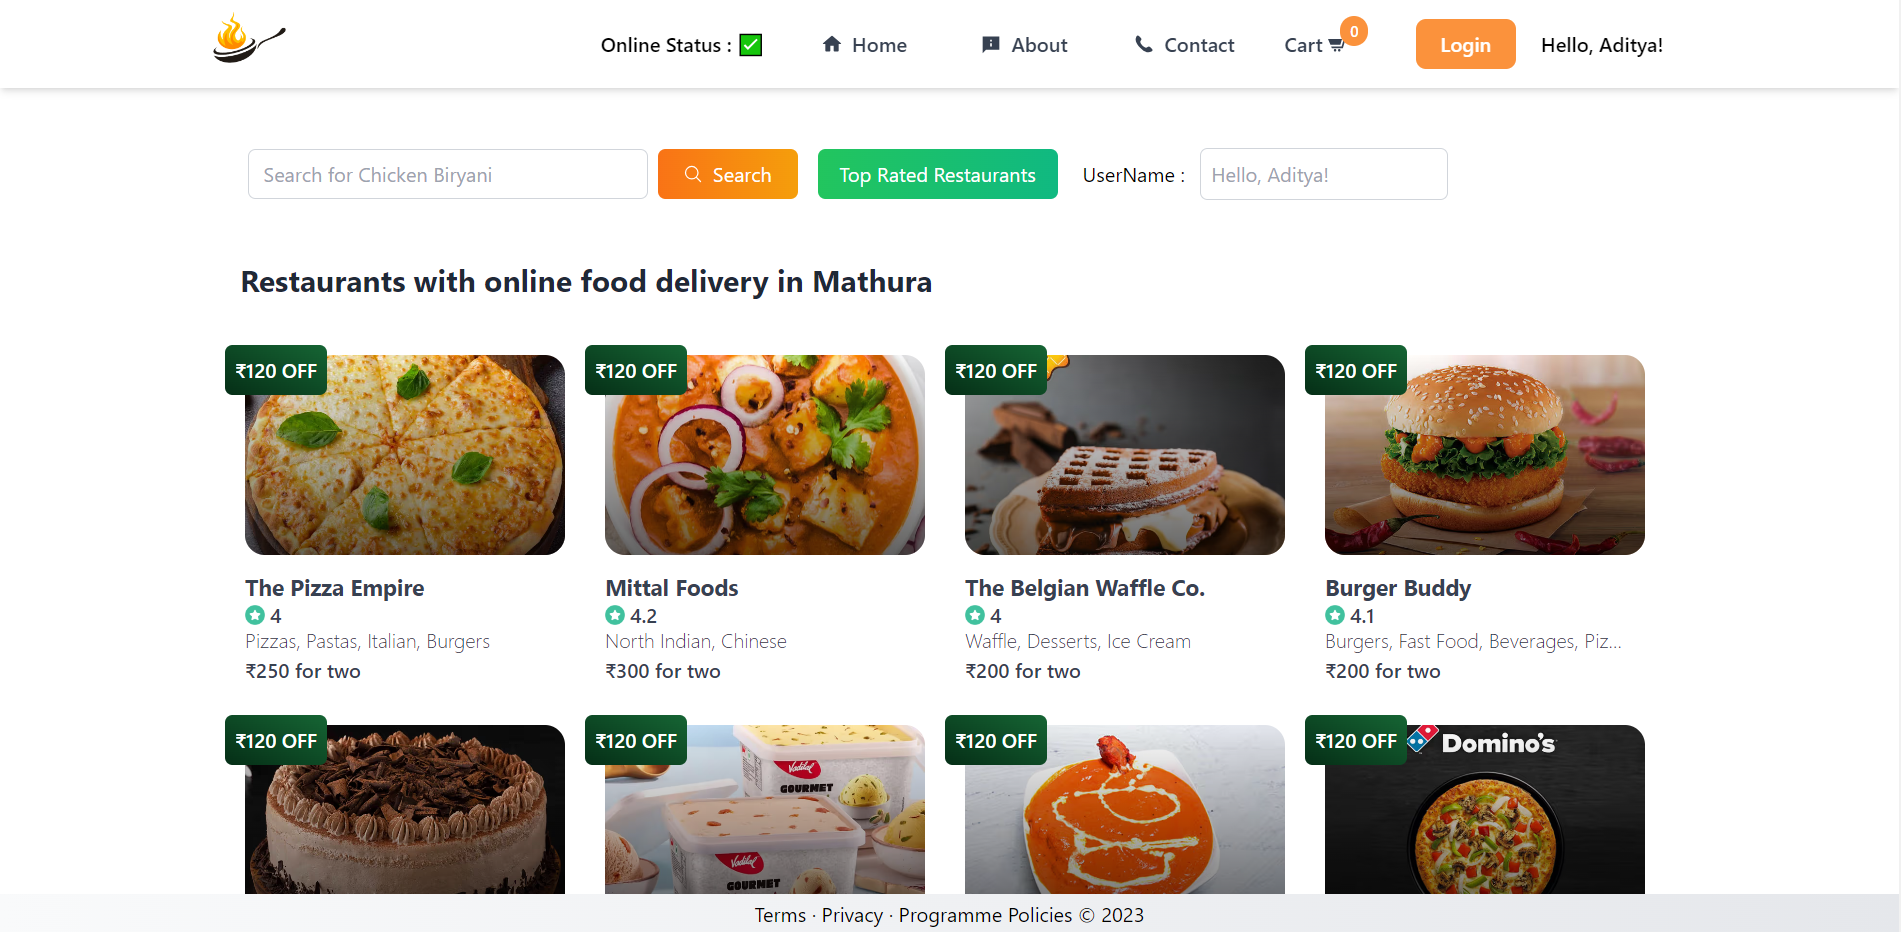 Online Status : ✅ Home About Contact Cart 0 Login Hello, Aditya!
Search for Chicken Biryani Search Top Rated Restaurants UserName : Hello, Aditya!
Restaurants with online food delivery in Mathura
₹120 OFF ₹120 OFF ₹120 OFF ₹120 OFF
The Pizza Empire Mittal Foods The Belgian Waffle Co. Burger Buddy
4 4.2 4 4.1
Pizzas, Pastas, Italian, Burgers North Indian, Chinese Waffle, Desserts, Ice Cream Burgers, Fast Food, Beverages, Piz...
₹250 for two ₹300 for two ₹200 for two ₹200 for two
₹120 OFF ₹120 OFF ₹120 OFF ₹120 OFF
Domino's
Vadilal
GOURMET
Vadilal
GOURMET
Terms · Privacy · Programme Policies © 2023